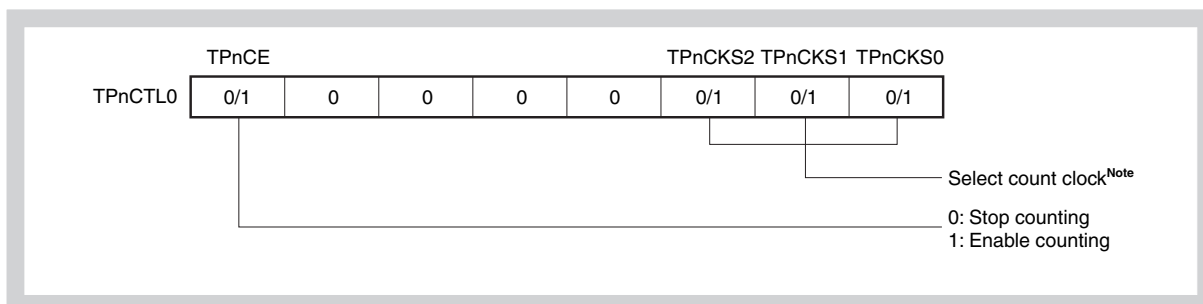 TPnCE TPnCKS2 TPnCKS1 TPnCKS0
TPnCTL0 0/1 0 0 0 0 0/1 0/1 0/1
Select count clockNote
0: Stop counting
1: Enable counting